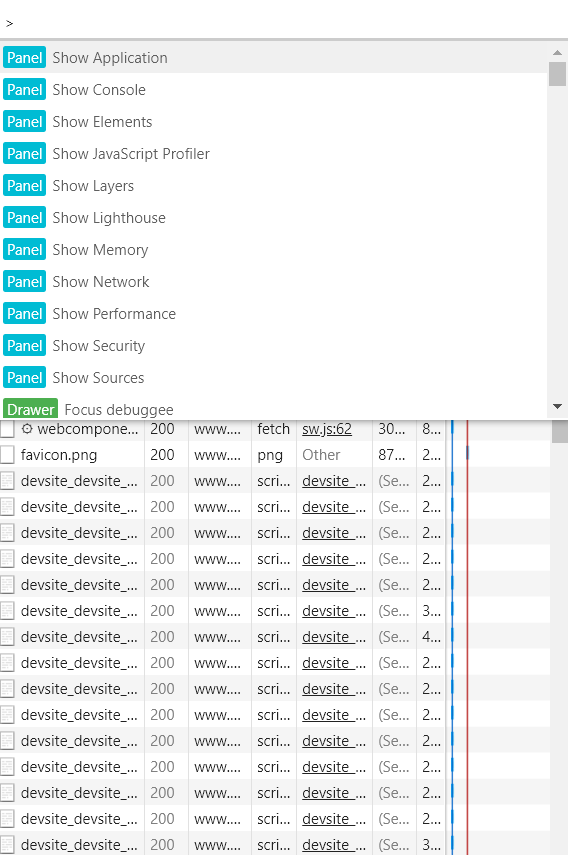 >
Panel Show Application
Panel Show Console
Panel Show Elements
Panel Show JavaScript Profiler
Panel Show Layers
Panel Show Lighthouse
Panel Show Memory
Panel Show Network
Panel Show Performance
Panel Show Security
Panel Show Sources
Drawer Focus debuggee
webcompone... 200 www.... fetch sw.js:62 30... 8...
favicon.png 200 www.... png Other 87... 2...
devsite_devsite_... 200 www.... scri... devsite_... (Se... 2...
devsite_devsite_... 200 www.... scri... devsite_... (Se... 2...
devsite_devsite_... 200 www.... scri... devsite_... (Se... 2...
devsite_devsite_... 200 www.... scri... devsite_... (Se... 2...
devsite_devsite_... 200 www.... scri... devsite_... (Se... 2...
devsite_devsite_... 200 www.... scri... devsite_... (Se... 3...
devsite_devsite_... 200 www.... scri... devsite_... (Se... 4...
devsite_devsite_... 200 www.... scri... devsite_... (Se... 2...
devsite_devsite_... 200 www.... scri... devsite_... (Se... 2...
devsite_devsite_... 200 www.... scri... devsite_... (Se... 2...
devsite_devsite_... 200 www.... scri... devsite_... (Se... 2...
devsite_devsite_... 200 www.... scri... devsite_... (Se... 2...
devsite_devsite_... 200 www.... scri... devsite_... (Se... 2...
devsite_devsite_... 200 www.... scri... devsite_... (Se... 2...
devsite_devsite_... 200 www.... scri... devsite_... (Se... 3...